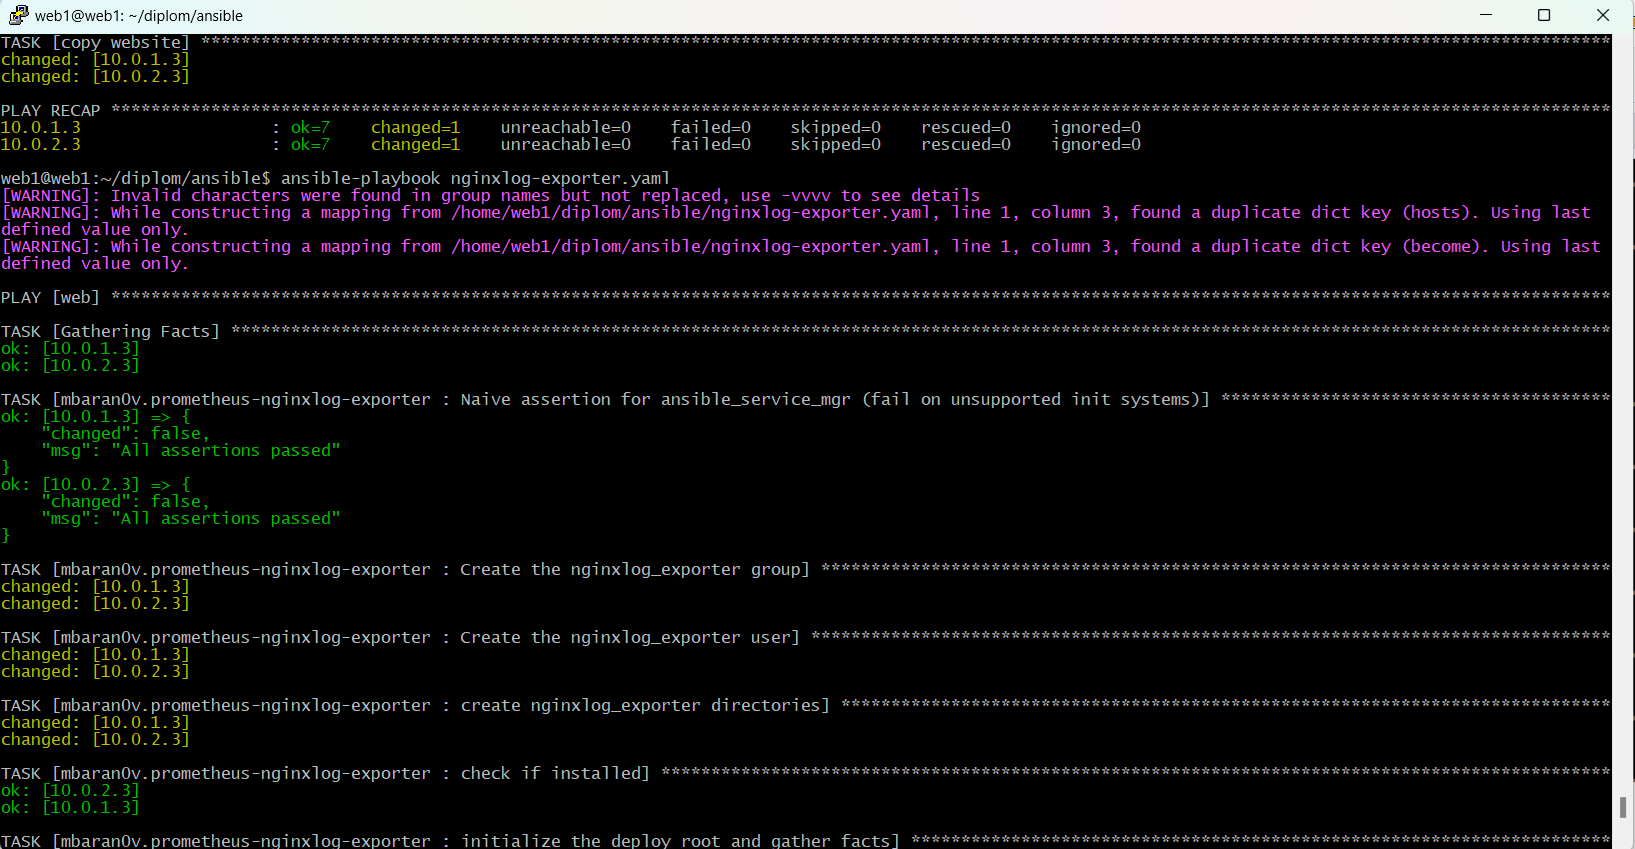 web1@web1: ~/diplom/ansible
TASK [copy website] *********************************************************************************************************************************************
changed: [10.0.1.3]
changed: [10.0.2.3]
PLAY RECAP ******************************************************************************************************************************************************
10.0.1.3                   : ok=7    changed=1    unreachable=0    failed=0    skipped=0    rescued=0    ignored=0
10.0.2.3                   : ok=7    changed=1    unreachable=0    failed=0    skipped=0    rescued=0    ignored=0
web1@web1:~/diplom/ansible$ ansible-playbook nginxlog-exporter.yaml
[WARNING]: Invalid characters were found in group names but not replaced, use -vvvv to see details
[WARNING]: While constructing a mapping from /home/web1/diplom/ansible/nginxlog-exporter.yaml, line 1, column 3, found a duplicate dict key (hosts). Using last
defined value only.
[WARNING]: While constructing a mapping from /home/web1/diplom/ansible/nginxlog-exporter.yaml, line 1, column 3, found a duplicate dict key (become). Using last
defined value only.
PLAY [web] ******************************************************************************************************************************************************
TASK [Gathering Facts] ******************************************************************************************************************************************
ok: [10.0.1.3]
ok: [10.0.2.3]
TASK [mbaran0v.prometheus-nginxlog-exporter : Naive assertion for ansible_service_mgr (fail on unsupported init systems)] ***************************************
ok: [10.0.1.3] => {
    "changed": false,
    "msg": "All assertions passed"
}
ok: [10.0.2.3] => {
    "changed": false,
    "msg": "All assertions passed"
}
TASK [mbaran0v.prometheus-nginxlog-exporter : Create the nginxlog_exporter group] *******************************************************************************
changed: [10.0.1.3]
changed: [10.0.2.3]
TASK [mbaran0v.prometheus-nginxlog-exporter : Create the nginxlog_exporter user] ********************************************************************************
changed: [10.0.1.3]
changed: [10.0.2.3]
TASK [mbaran0v.prometheus-nginxlog-exporter : create nginxlog_exporter directories] *****************************************************************************
changed: [10.0.1.3]
changed: [10.0.2.3]
TASK [mbaran0v.prometheus-nginxlog-exporter : check if installed] ***********************************************************************************************
ok: [10.0.2.3]
ok: [10.0.1.3]
TASK [mbaran0v.prometheus-nginxlog-exporter : initialize the deploy root and gather facts] **********************************************************************